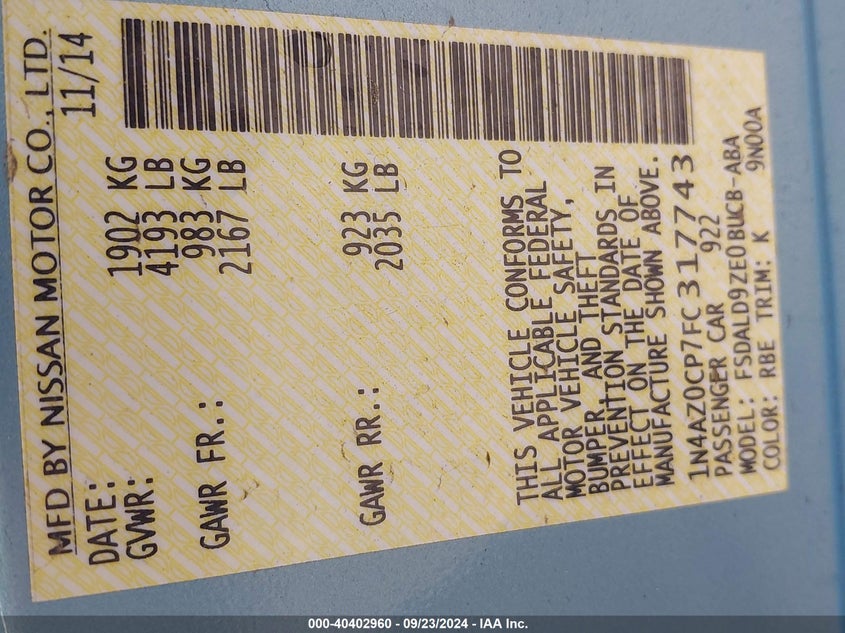 MFD BY NISSAN MOTOR CO., LTD.
DATE: 11/14
GVWR: 1902 KG
4193 LB
GAWR FR.: 983 KG
2167 LB
GAWR RR.: 923 KG
2035 LB
THIS VEHICLE CONFORMS TO
ALL APPLICABLE FEDERAL
MOTOR VEHICLE SAFETY,
BUMPER AND THEFT
PREVENTION STANDARDS IN
EFFECT ON THE DATE OF
MANUFACTURE SHOWN ABOVE.
1N4AZ0CP7FC317743
PASSENGER CAR 922
MODEL: FSDALD9ZE0BUCB-ABA
COLOR: RBE TRIM: K 9N00A
000-40402960 - 09/23/2024 - IAA Inc.